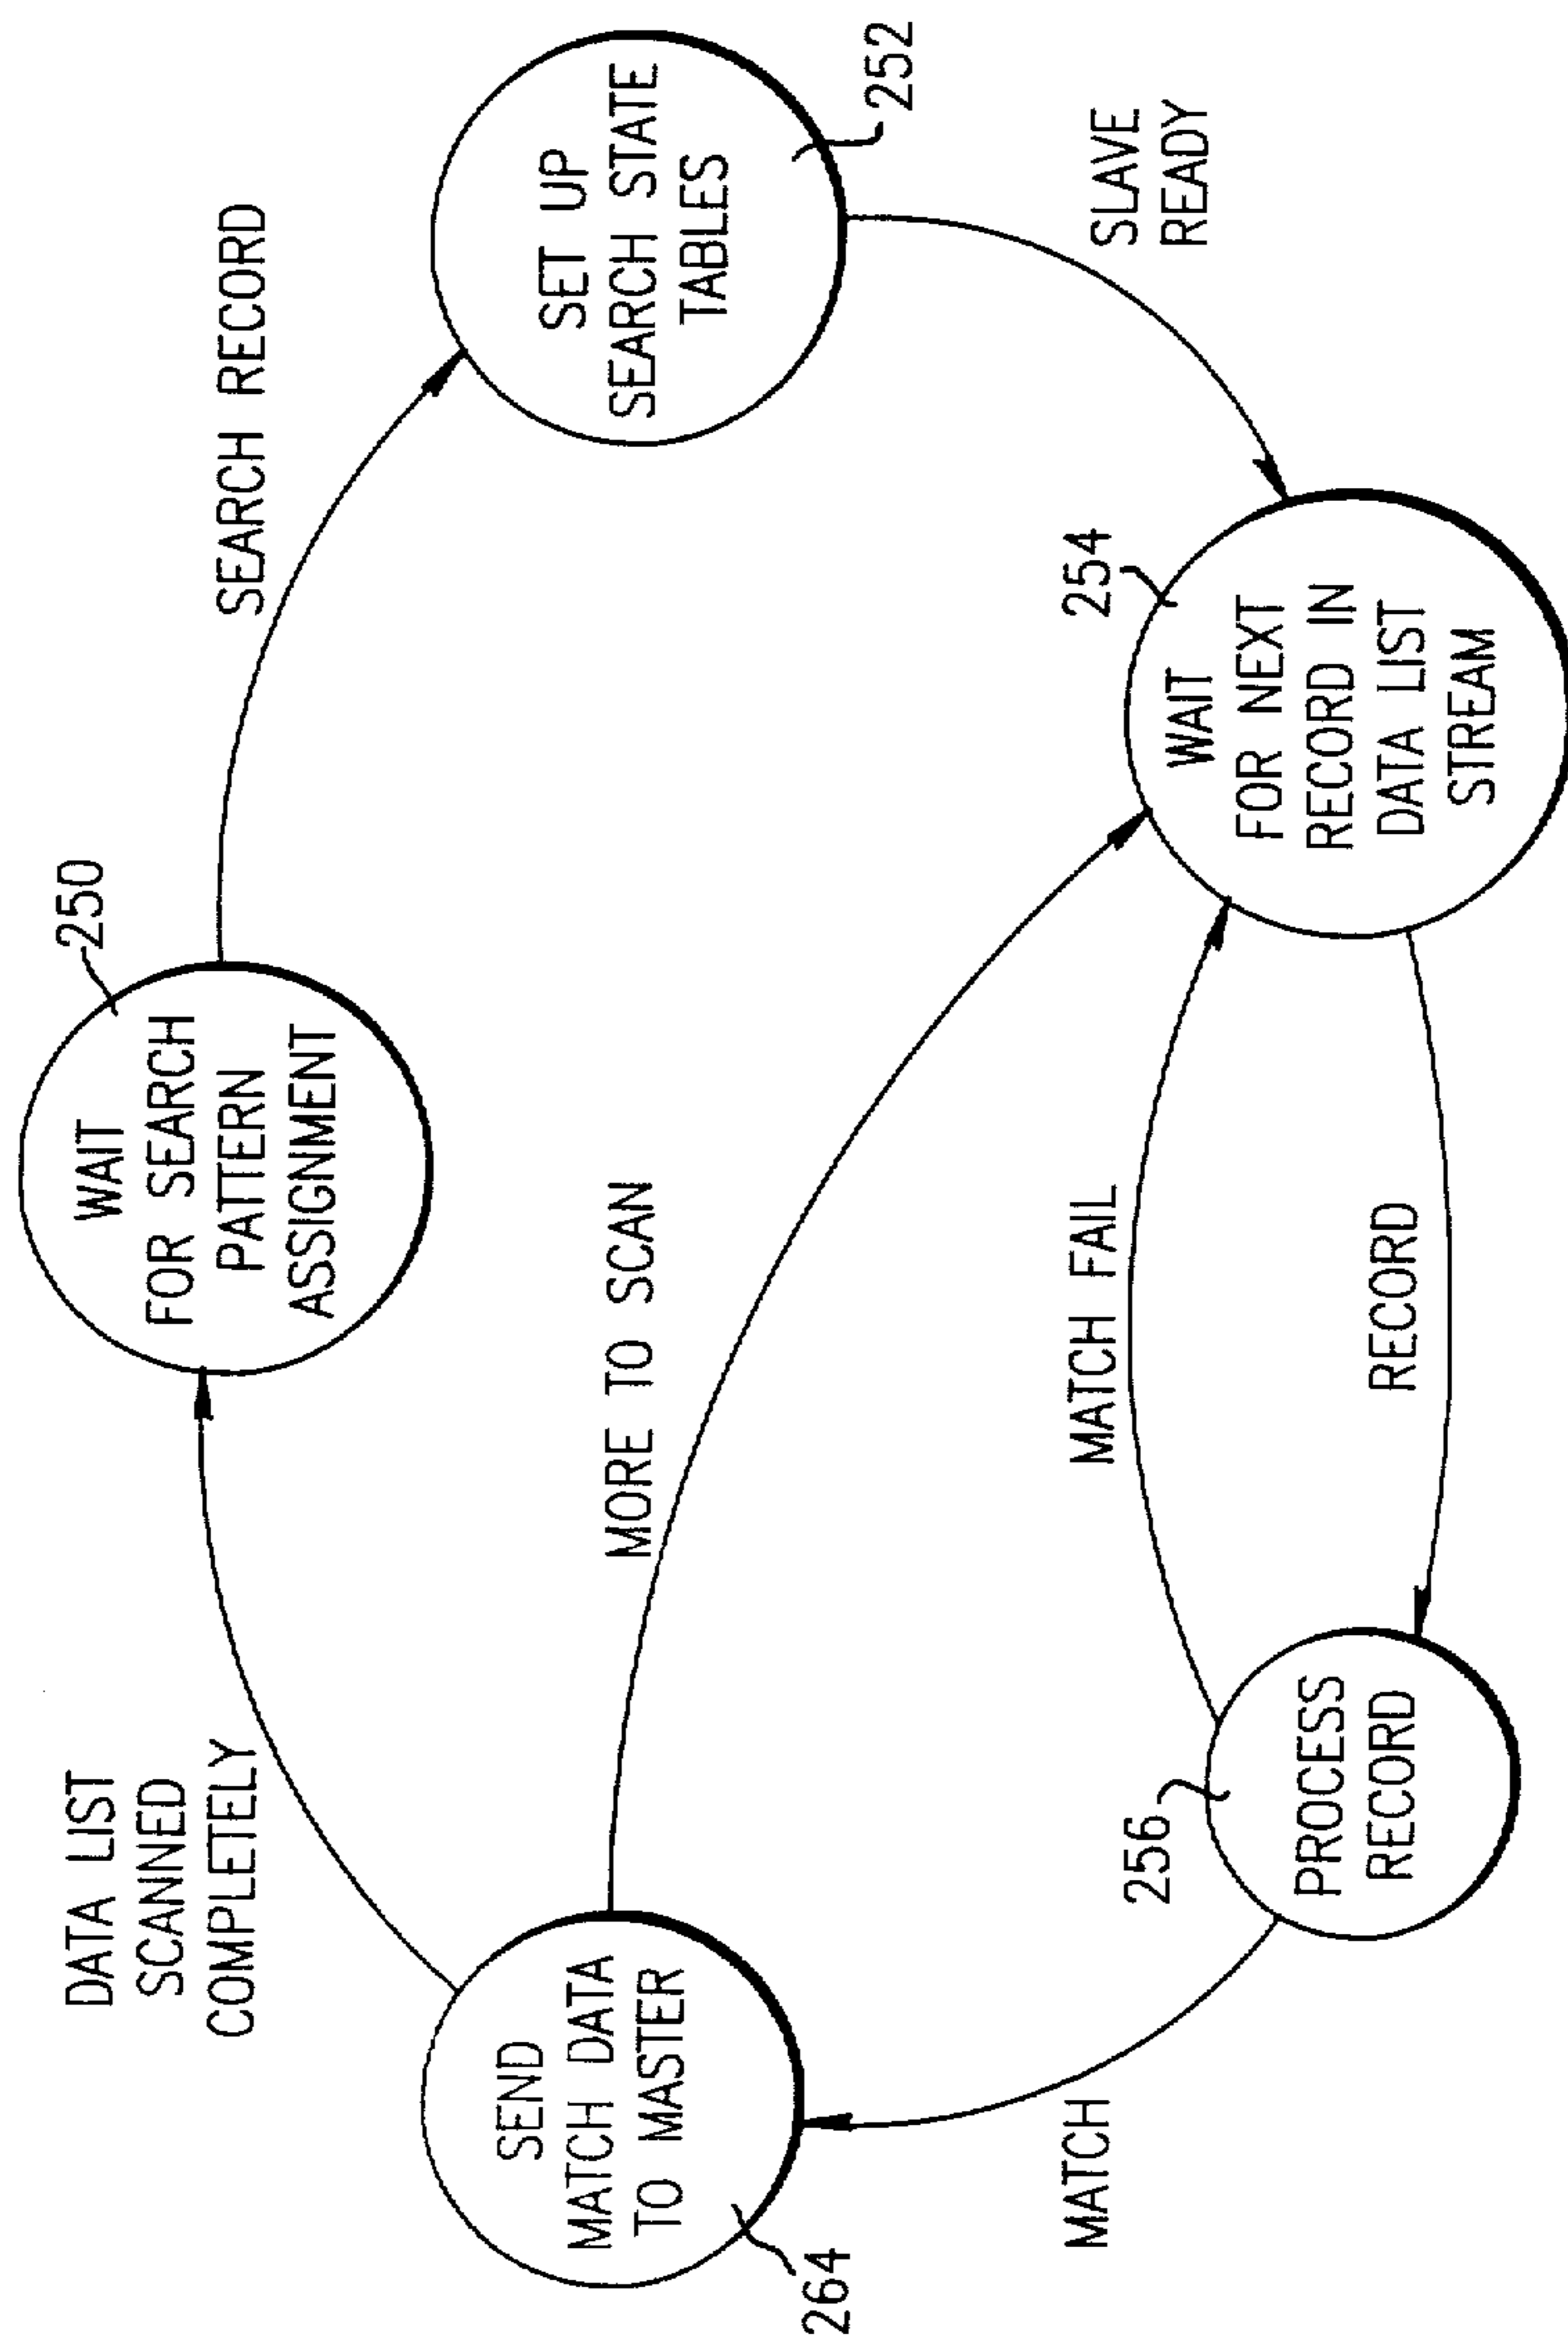 250
WAIT
FOR SEARCH
PATTERN
ASSIGNMENT
SEARCH RECORD
252
SET UP
SEARCH STATE
TABLES
SLAVE
READY
254
WAIT
FOR NEXT
RECORD IN
DATA LIST
STREAM
DATA LIST
SCANNED
COMPLETELY
MORE TO SCAN
MATCH FAIL
RECORD
256
PROCESS
RECORD
MATCH
SEND
MATCH DATA
TO MASTER
264